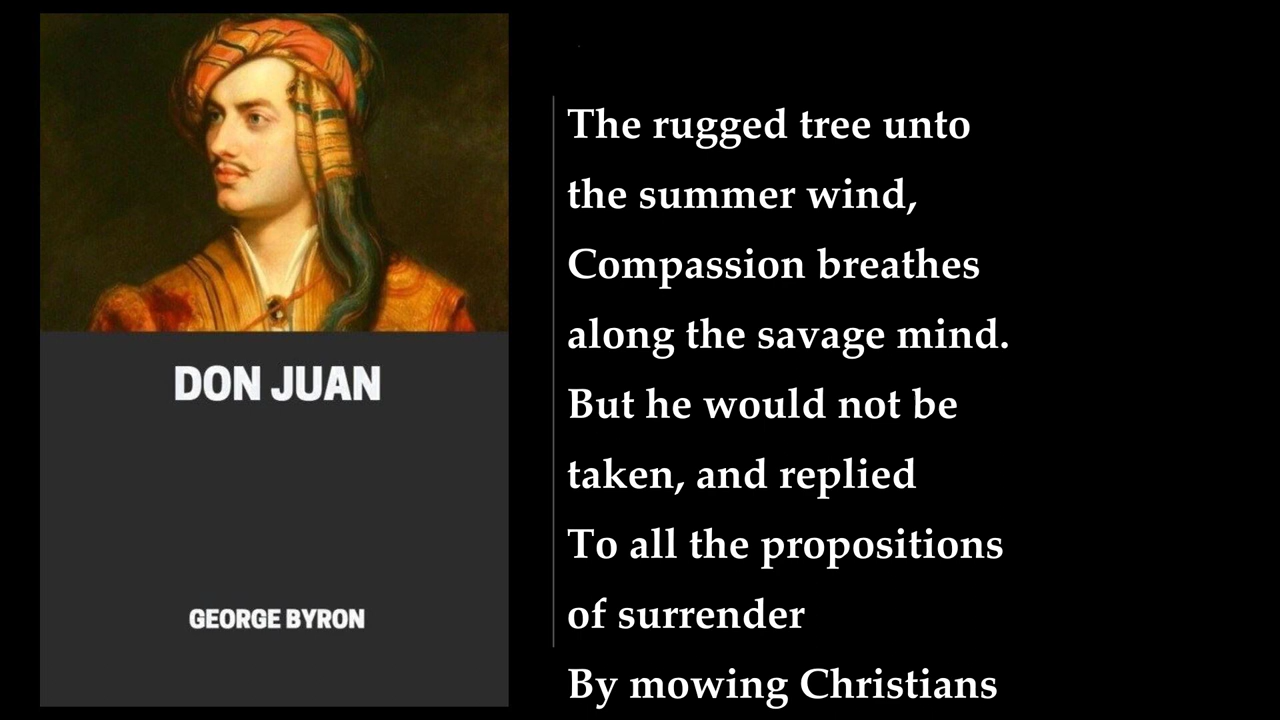 DON JUAN
GEORGE BYRON
The rugged tree unto
the summer wind,
Compassion breathes
along the savage mind.
But he would not be
taken, and replied
To all the propositions
of surrender
By mowing Christians